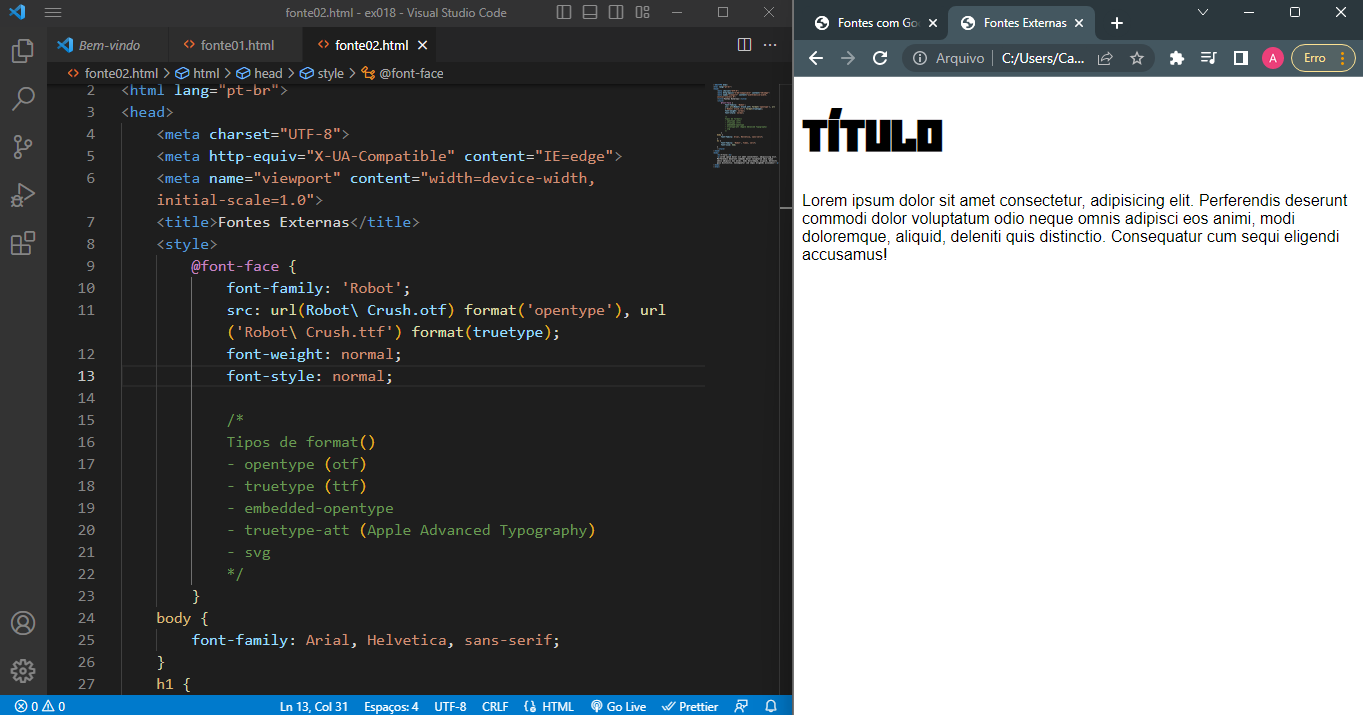 fonte02.html - ex018 - Visual Studio Code
Bem-vindo
fonte01.html
fonte02.html
fonte02.html > html > head > style > @font-face
2 <html lang="pt-br">
3 <head>
4 <meta charset="UTF-8">
5 <meta http-equiv="X-UA-Compatible" content="IE=edge">
6 <meta name="viewport" content="width=device-width,
initial-scale=1.0">
7 <title>Fontes Externas</title>
8 <style>
9 @font-face {
10 font-family: 'Robot';
11 src: url(Robot\ Crush.otf) format('opentype'), url
('Robot\ Crush.ttf') format(truetype);
12 font-weight: normal;
13 font-style: normal;
14
15 /*
16 Tipos de format()
17 - opentype (otf)
18 - truetype (ttf)
19 - embedded-opentype
20 - truetype-att (Apple Advanced Typography)
21 - svg
22 */
23 }
24 body {
25 font-family: Arial, Helvetica, sans-serif;
26 }
27 h1 {
0 0
Ln 13, Col 31 Espaços: 4 UTF-8 CRLF HTML Go Live Prettier
Fontes com Go
Fontes Externas
Arquivo | C:/Users/Ca...
A
Erro
TÍTULO
Lorem ipsum dolor sit amet consectetur, adipisicing elit. Perferendis deserunt
commodi dolor voluptatum odio neque omnis adipisci eos animi, modi
doloremque, aliquid, deleniti quis distinctio. Consequatur cum sequi eligendi
accusamus!